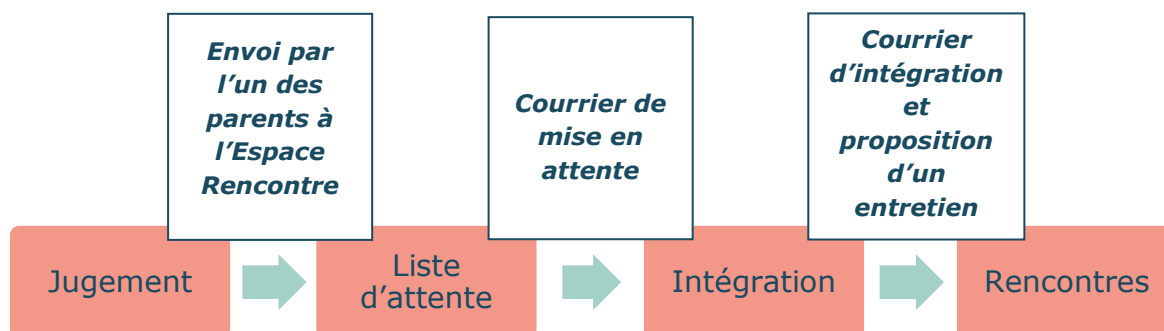 Envoi par
l’un des
parents à
l’Espace
Rencontre
Courrier de
mise en
attente
Courrier
d’intégration
et
proposition
d’un
entretien
Jugement
Liste
d’attente
Intégration
Rencontres